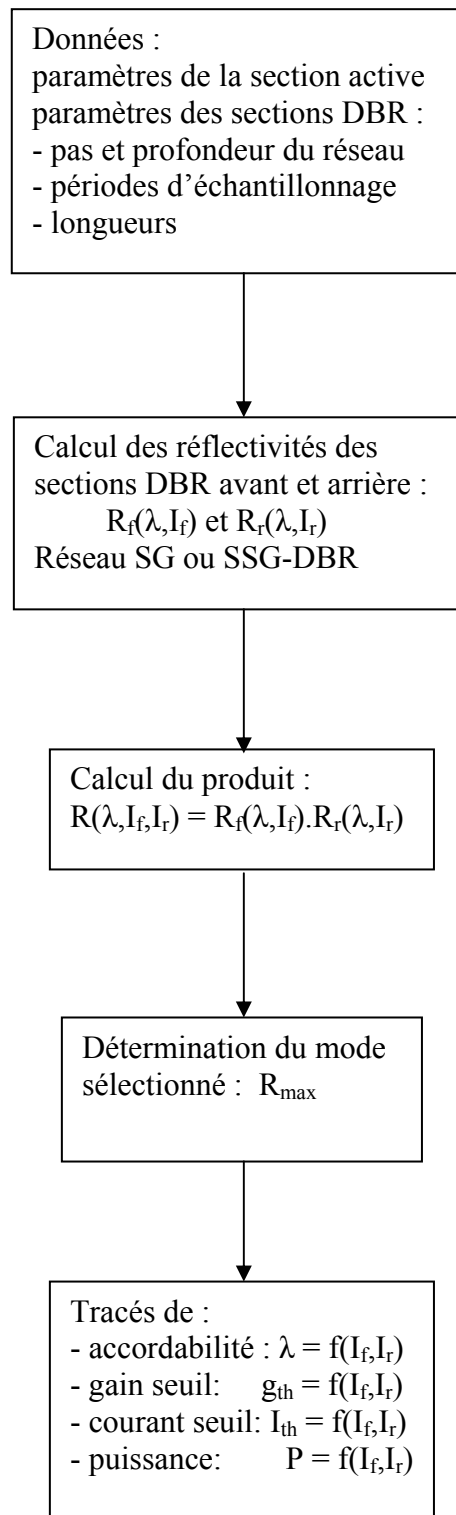 Données :
paramètres de la section active
paramètres des sections DBR :
- pas et profondeur du réseau
- périodes d’échantillonnage
- longueurs
Calcul des réflectivités des
sections DBR avant et arrière :
R_f(λ,I_f) et R_r(λ,I_r)
Réseau SG ou SSG-DBR
Calcul du produit :
R(λ,I_f,I_r) = R_f(λ,I_f).R_r(λ,I_r)
Détermination du mode
sélectionné : R_max
Tracés de :
- accordabilité : λ = f(I_f,I_r)
- gain seuil: g_th = f(I_f,I_r)
- courant seuil: I_th = f(I_f,I_r)
- puissance: P = f(I_f,I_r)